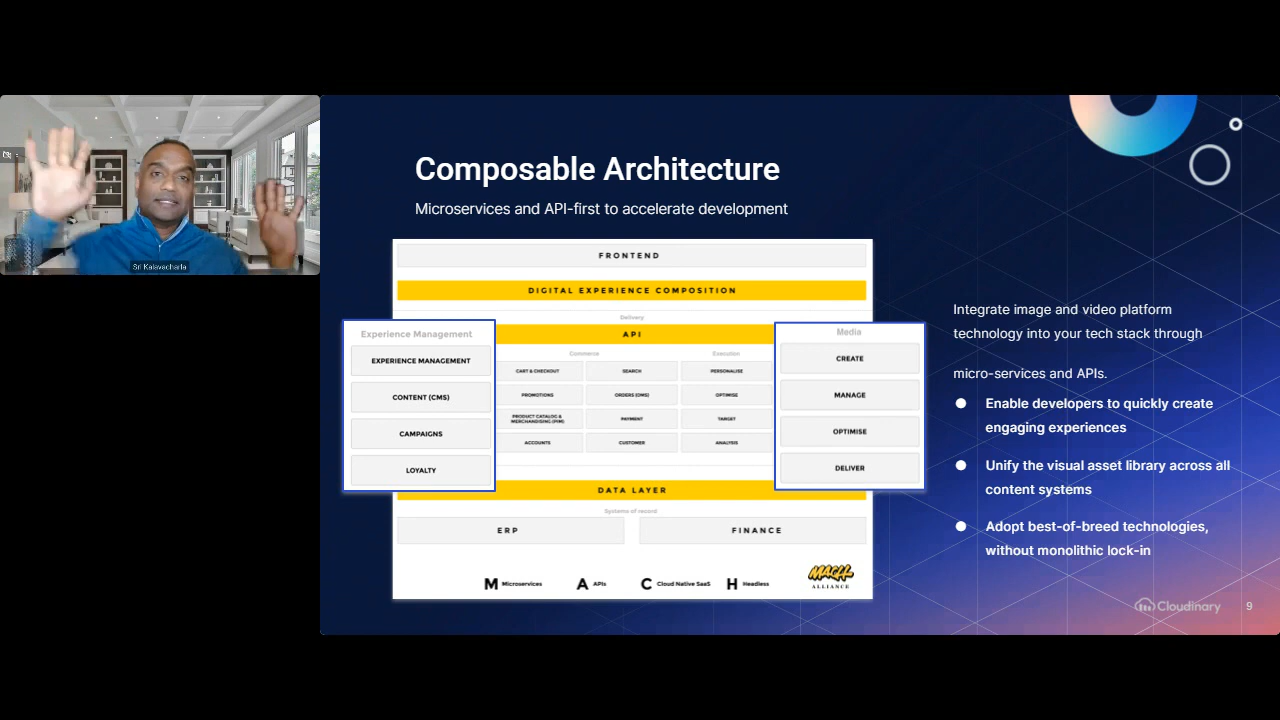 Sri Kalavacharla
Composable Architecture
Microservices and API-first to accelerate development
FRONTEND
DIGITAL EXPERIENCE COMPOSITION
Delivery
API
Experience Management
EXPERIENCE MANAGEMENT
CONTENT (CMS)
CAMPAIGNS
LOYALTY
Commerce
CART & CHECKOUT
SEARCH
PROMOTIONS
ORDERS (OMS)
PRODUCT CATALOG &
MERCHANDISING (PIM)
PAYMENT
ACCOUNTS
CUSTOMER
Execution
PERSONALISE
OPTIMISE
TARGET
ANALYSIS
Media
CREATE
MANAGE
OPTIMISE
DELIVER
DATA LAYER
Systems of record
ERP
FINANCE
M Microservices
A APIs
C Cloud Native SaaS
H Headless
MACH
ALLIANCE
Integrate image and video platform
technology into your tech stack through
micro-services and APIs.
● Enable developers to quickly create
engaging experiences
● Unify the visual asset library across all
content systems
● Adopt best-of-breed technologies,
without monolithic lock-in
Cloudinary
9